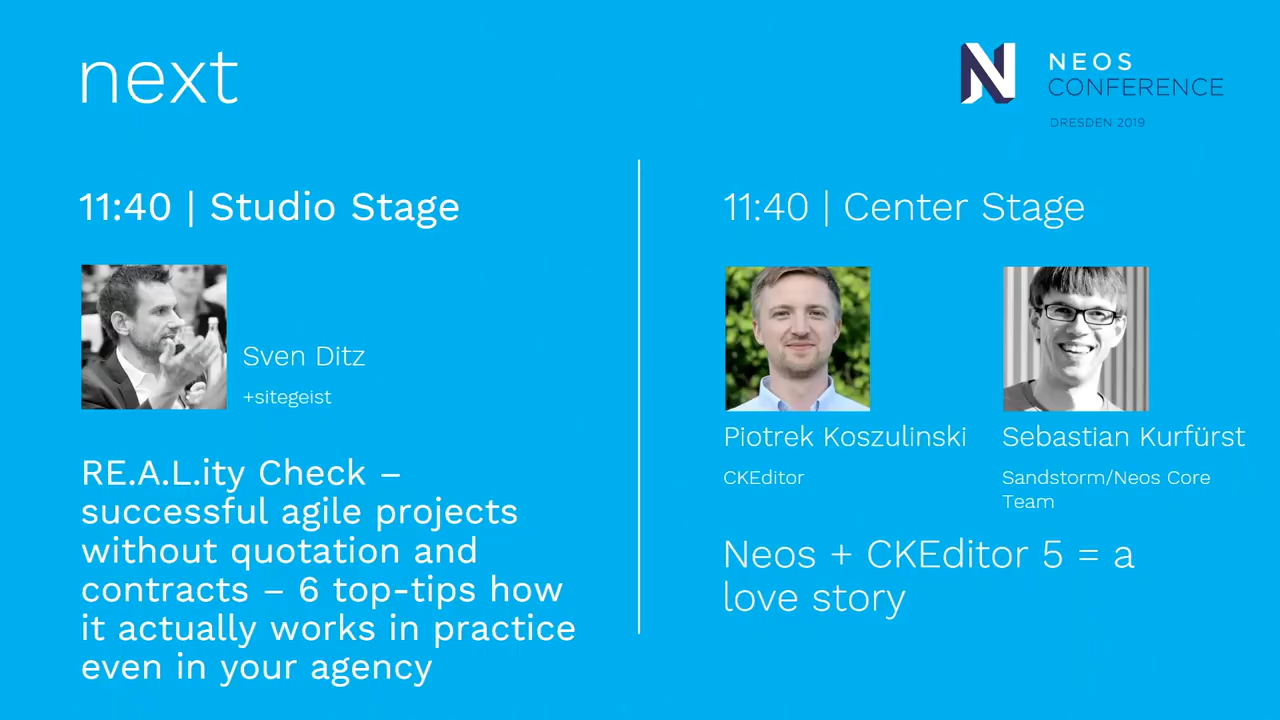 next
NEOS
CONFERENCE
DRESDEN 2019
11:40 | Studio Stage
Sven Ditz
+sitegeist
RE.A.L.ity Check –
successful agile projects
without quotation and
contracts – 6 top-tips how
it actually works in practice
even in your agency
11:40 | Center Stage
Piotrek Koszulinski
CKEditor
Sebastian Kurfürst
Sandstorm/Neos Core
Team
Neos + CKEditor 5 = a
love story